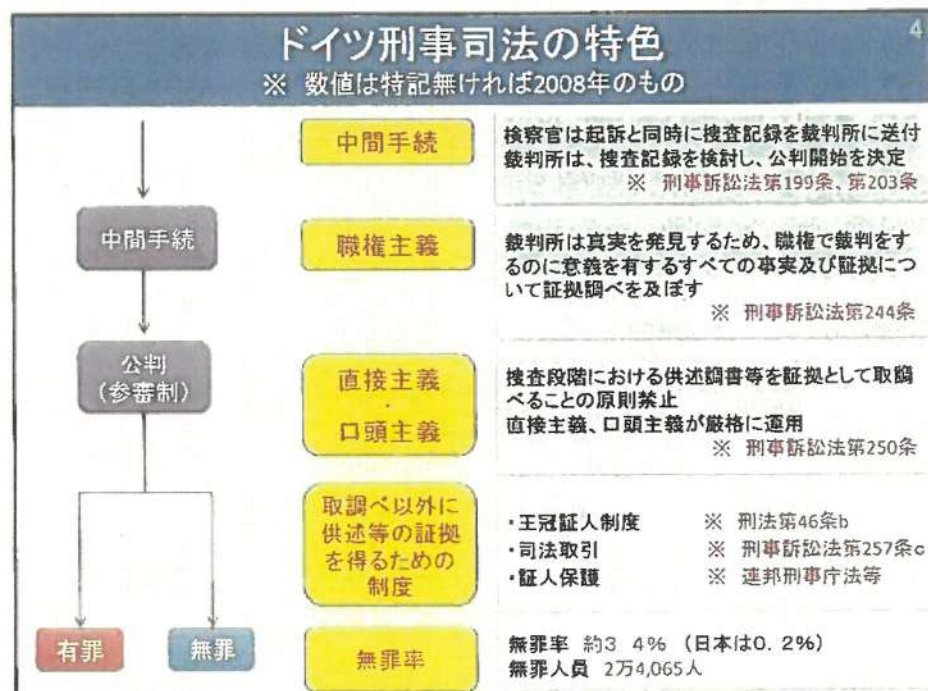 4
ドイツ刑事司法の特色
※ 数値は特記無ければ2008年のもの
中間手続
検察官は起訴と同時に捜査記録を裁判所に送付
裁判所は、捜査記録を検討し、公判開始を決定
※ 刑事訴訟法第199条、第203条
中間手続
職権主義
裁判所は真実を発見するため、職権で裁判をす
るのに意義を有するすべての事実及び証拠につ
いて証拠調べを及ぼす
※ 刑事訴訟法第244条
公判
(参審制)
直接主義
・
口頭主義
捜査段階における供述調書等を証拠として取調
べることの原則禁止
直接主義、口頭主義が厳格に運用
※ 刑事訴訟法第250条
取調べ以外に
供述等の証拠
を得るための
制度
・王冠証人制度 ※ 刑法第46条b
・司法取引 ※ 刑事訴訟法第257条c
・証人保護 ※ 連邦刑事庁法等
有罪
無罪
無罪率
無罪率 約3 4% (日本は0. 2%)
無罪人員 2万4,065人